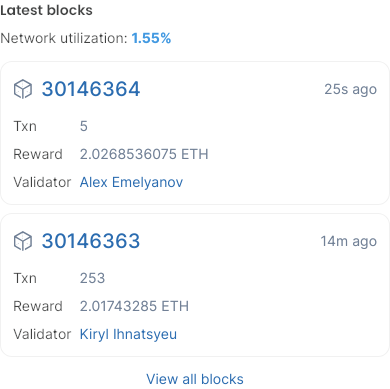 Latest blocks
Network utilization: 1.55%
30146364 25s ago
Txn 5
Reward 2.0268536075 ETH
Validator Alex Emelyanov
30146363 14m ago
Txn 253
Reward 2.01743285 ETH
Validator Kiryl Ihnatsyeu
View all blocks